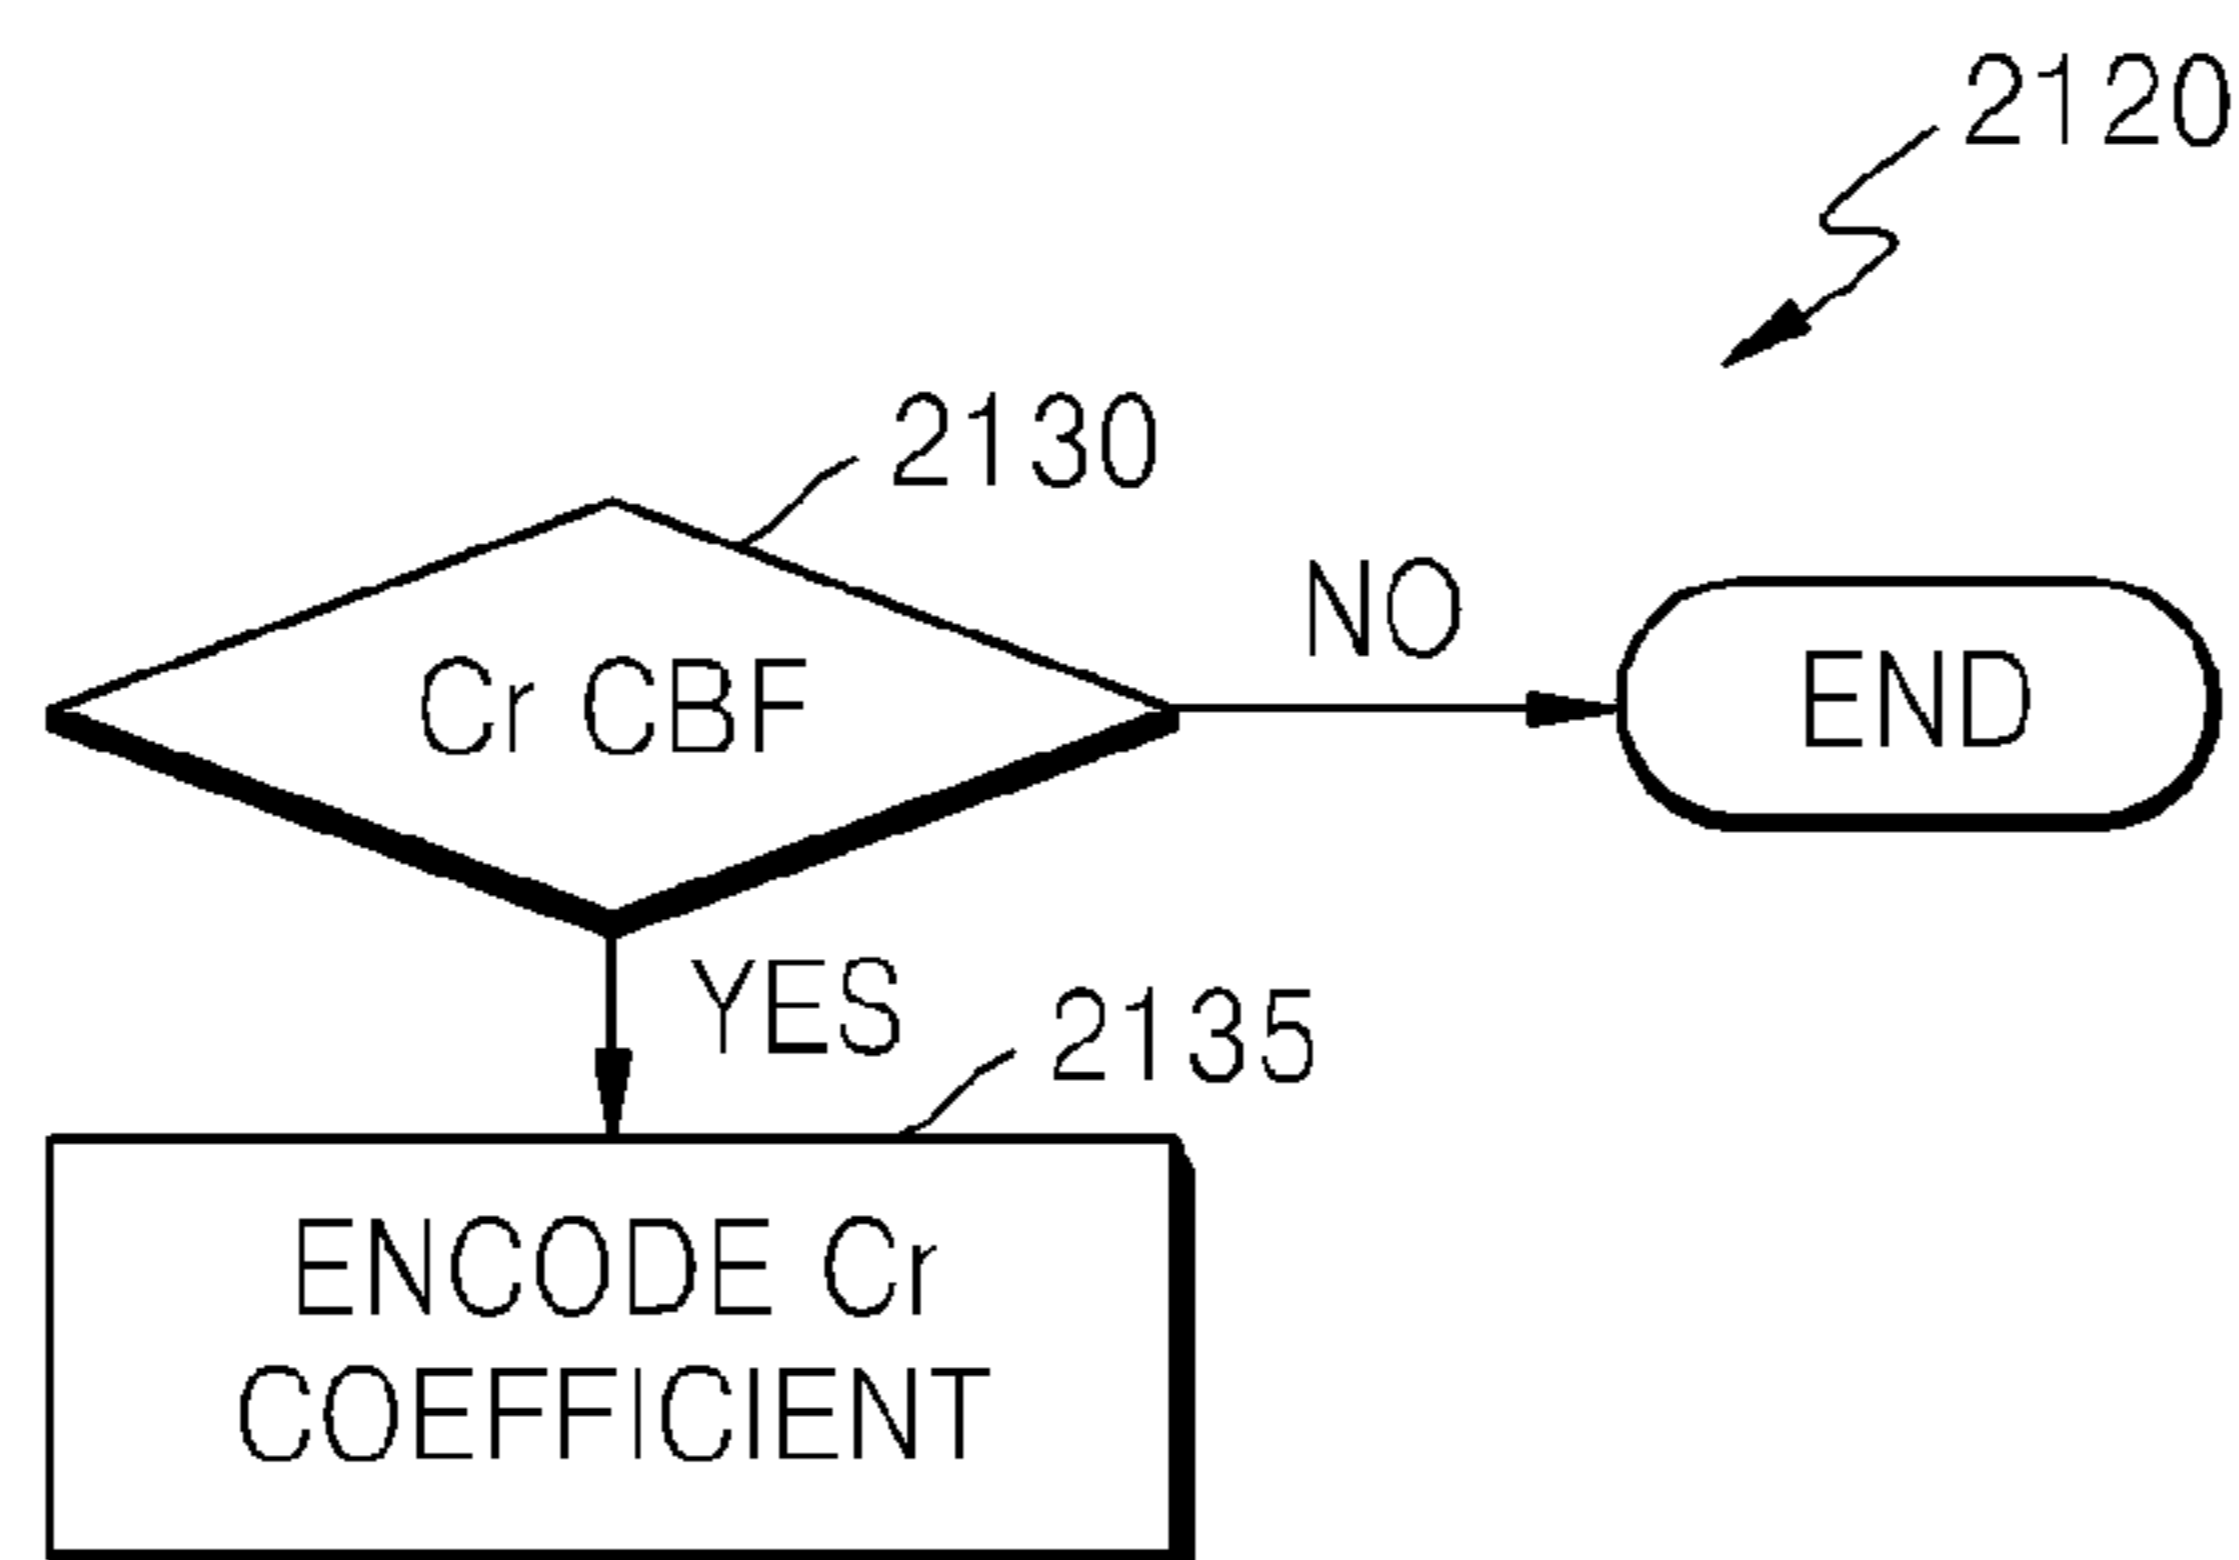 2120
2130
Cr CBF
NO
END
YES
2135
ENCODE Cr
COEFFICIENT